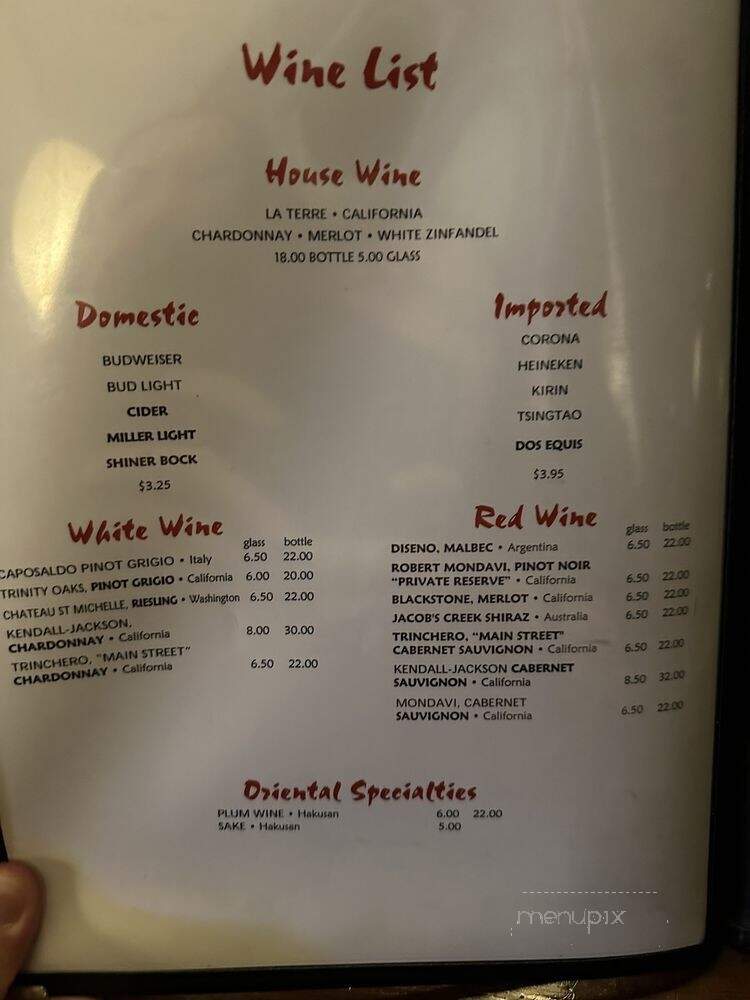 Wine List
House Wine
LA TERRE • CALIFORNIA
CHARDONNAY • MERLOT • WHITE ZINFANDEL
18.00 BOTTLE 5.00 GLASS
Domestic
BUDWEISER
BUD LIGHT
CIDER
MILLER LIGHT
SHINER BOCK
$3.25
Imported
CORONA
HEINEKEN
KIRIN
TSINGTAO
DOS EQUIS
$3.95
White Wine
glass bottle
CAPOSALDO PINOT GRIGIO • Italy 6.50 22.00
TRINITY OAKS, PINOT GRIGIO • California 6.00 20.00
CHATEAU ST MICHELLE, RIESLING • Washington 6.50 22.00
KENDALL-JACKSON,
CHARDONNAY • California 8.00 30.00
TRINCHERO, "MAIN STREET"
CHARDONNAY • California 6.50 22.00
Red Wine
glass bottle
DISENO, MALBEC • Argentina 6.50 22.00
ROBERT MONDAVI, PINOT NOIR
"PRIVATE RESERVE" • California 6.50 22.00
BLACKSTONE, MERLOT • California 6.50 22.00
JACOB'S CREEK SHIRAZ • Australia 6.50 22.00
TRINCHERO, "MAIN STREET"
CABERNET SAUVIGNON • California 6.50 22.00
KENDALL-JACKSON CABERNET
SAUVIGNON • California 8.50 32.00
MONDAVI, CABERNET
SAUVIGNON • California 6.50 22.00
Oriental Specialties
PLUM WINE • Hakusan 6.00 22.00
SAKE • Hakusan 5.00
menupix